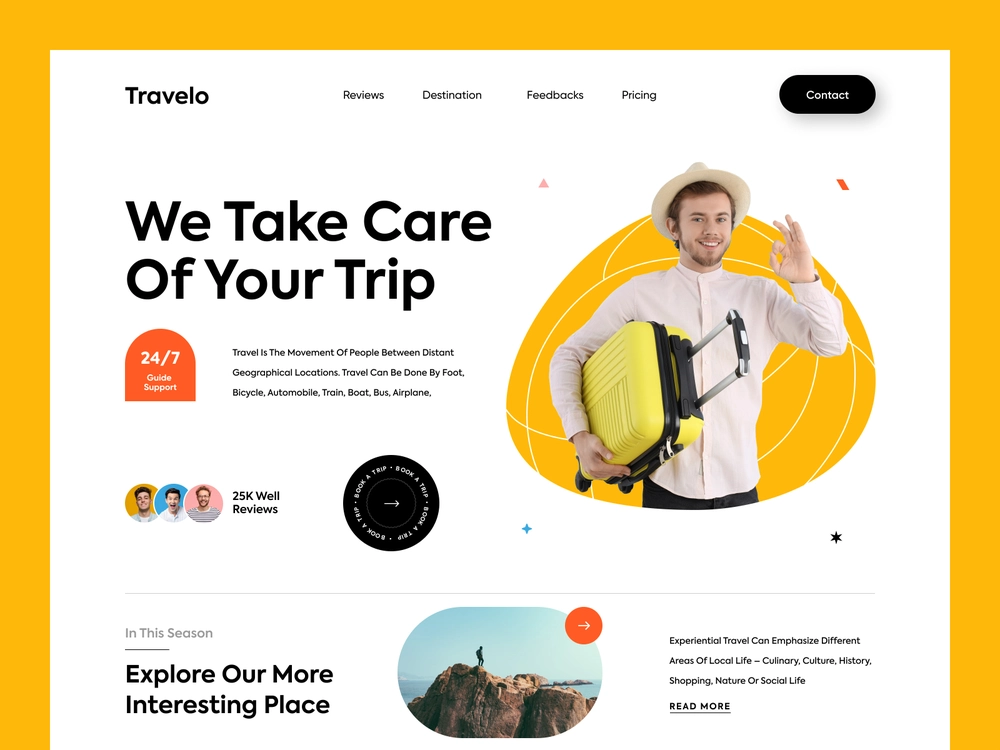 Travelo
Reviews
Destination
Feedbacks
Pricing
Contact
We Take Care
Of Your Trip
24/7
Guide
Support
Travel Is The Movement Of People Between Distant
Geographical Locations. Travel Can Be Done By Foot,
Bicycle, Automobile, Train, Boat, Bus, Airplane,
25K Well
Reviews
BOOK A TRIP • BOOK A TRIP • BOOK A TRIP • BOOK A TRIP •
In This Season
Explore Our More
Interesting Place
Experiential Travel Can Emphasize Different
Areas Of Local Life – Culinary, Culture, History,
Shopping, Nature Or Social Life
READ MORE